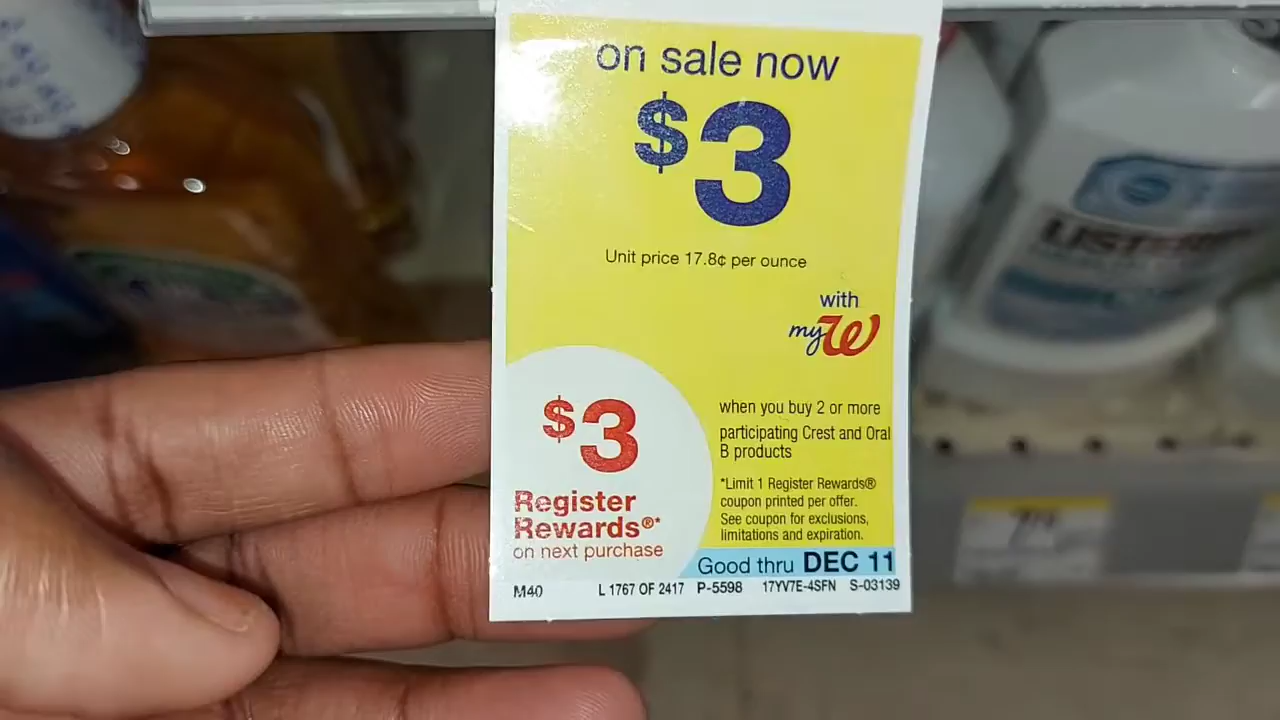 on sale now
$3
Unit price 17.8¢ per ounce
with
myW
$3
Register
Rewards®*
on next purchase
when you buy 2 or more
participating Crest and Oral
B products
*Limit 1 Register Rewards®
coupon printed per offer.
See coupon for exclusions,
limitations and expiration.
Good thru DEC 11
M40 L 1767 OF 2417 P-5598 17YV7E-4SFN S-03139